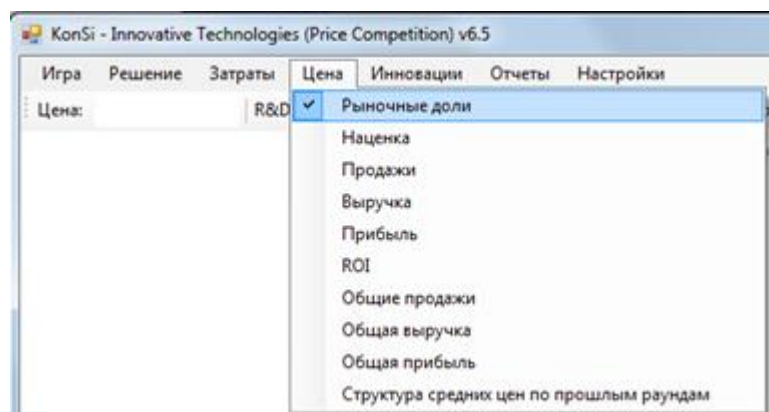 KonSi - Innovative Technologies (Price Competition) v6.5
Игра Решение Затраты Цена Инновации Отчеты Настройки
Цена: R&D Рыночные доли
Наценка
Продажи
Выручка
Прибыль
ROI
Общие продажи
Общая выручка
Общая прибыль
Структура средних цен по прошлым раундам